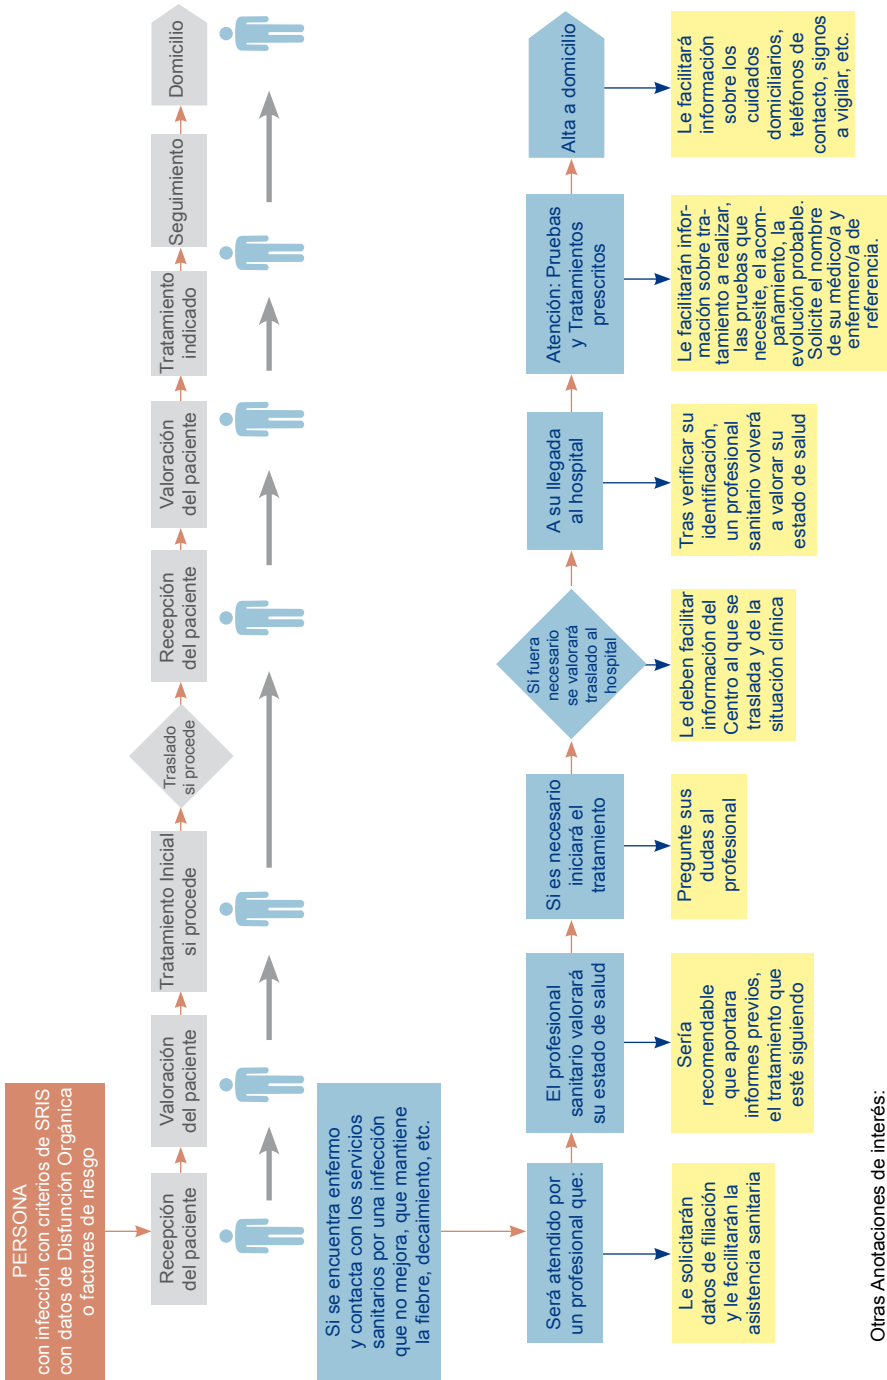 PERSONA
con infección con criterios de SRIS
con datos de Disfunción Orgánica
o factores de riesgo
Recepción
del paciente
Valoración
del paciente
Tratamiento Inicial
si procede
Traslado
si procede
Recepción
del paciente
Valoración
del paciente
Tratamiento
indicado
Seguimiento
Domicilio
Si se encuentra enfermo
y contacta con los servicios
sanitarios por una infección
que no mejora, que mantiene
la fiebre, decaimiento, etc.
Será atendido por
un profesional que:
El profesional
sanitario valorará
su estado de salud
Si es necesario
iniciará el
tratamiento
Si fuera
necesario
se valorará
traslado al
hospital
A su llegada
al hospital
Atención: Pruebas
y Tratamientos
prescritos
Alta a domicilio
Le solicitarán
datos de filiación
y le facilitarán la
asistencia sanitaria
Sería
recomendable
que aportara
informes previos,
el tratamiento que
esté siguiendo
Pregunte sus
dudas al
profesional
Le deben facilitar
información del
Centro al que se
traslada y de la
situación clínica
Tras verificar su
identificación,
un profesional
sanitario volverá
a valorar su
estado de salud
Le facilitarán infor-
mación sobre tra-
tamiento a realizar,
las pruebas que
necesite, el acom-
pañamiento, la
evolución probable.
Solicite el nombre
de su médico/a y
enfermero/a de
referencia.
Le facilitará
información
sobre los
cuidados
domiciliarios,
teléfonos de
contacto, signos
a vigilar, etc.
Otras Anotaciones de interés: